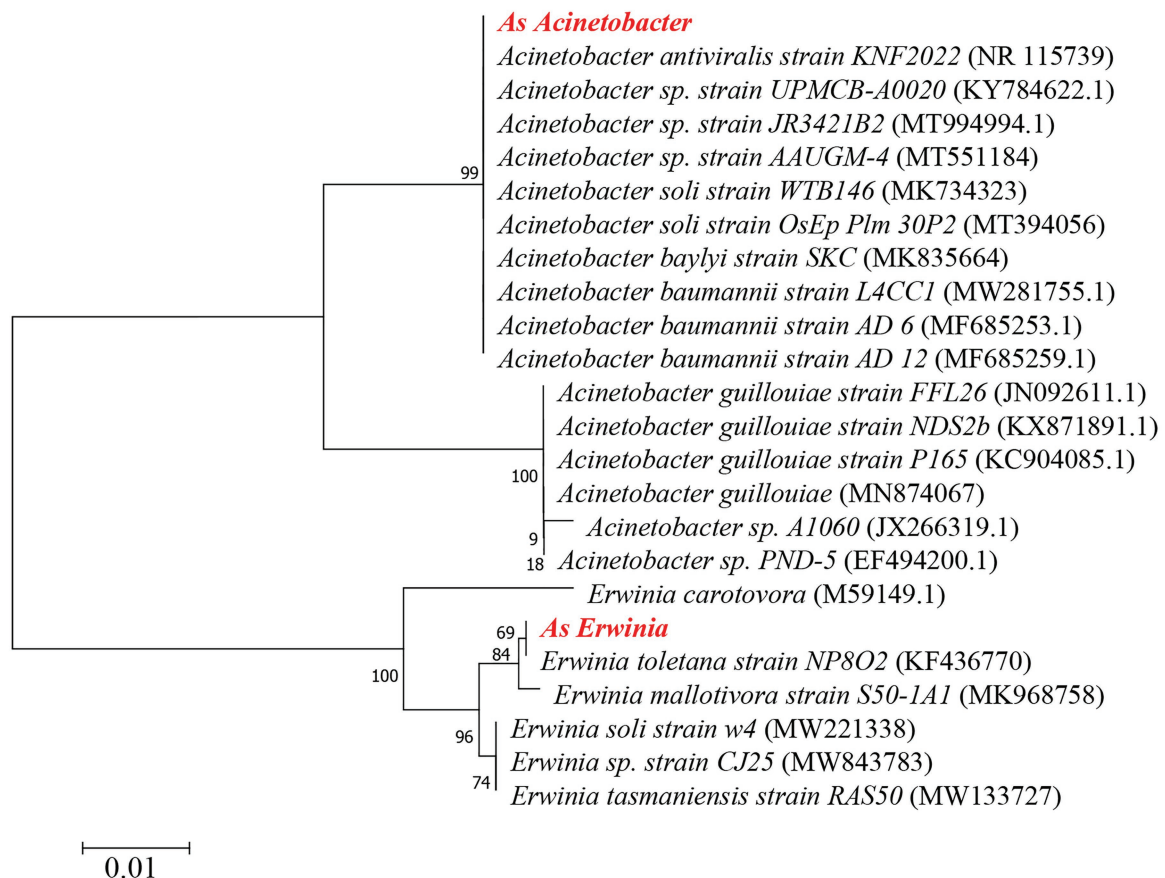 As Acinetobacter
Acinetobacter antiviralis strain KNF2022 (NR 115739)
Acinetobacter sp. strain UPMCB-A0020 (KY784622.1)
Acinetobacter sp. strain JR3421B2 (MT994994.1)
Acinetobacter sp. strain AAUGM-4 (MT551184)
99
Acinetobacter soli strain WTB146 (MK734323)
Acinetobacter soli strain OsEp Plm 30P2 (MT394056)
Acinetobacter baylyi strain SKC (MK835664)
Acinetobacter baumannii strain L4CC1 (MW281755.1)
Acinetobacter baumannii strain AD 6 (MF685253.1)
Acinetobacter baumannii strain AD 12 (MF685259.1)
Acinetobacter guillouiae strain FFL26 (JN092611.1)
Acinetobacter guillouiae strain NDS2b (KX871891.1)
Acinetobacter guillouiae strain P165 (KC904085.1)
100
Acinetobacter guillouiae (MN874067)
Acinetobacter sp. A1060 (JX266319.1)
9
18
Acinetobacter sp. PND-5 (EF494200.1)
Erwinia carotovora (M59149.1)
As Erwinia
69
84
Erwinia toletana strain NP8O2 (KF436770)
100
Erwinia mallotivora strain S50-1A1 (MK968758)
Erwinia soli strain w4 (MW221338)
96
Erwinia sp. strain CJ25 (MW843783)
74
Erwinia tasmaniensis strain RAS50 (MW133727)
0.01